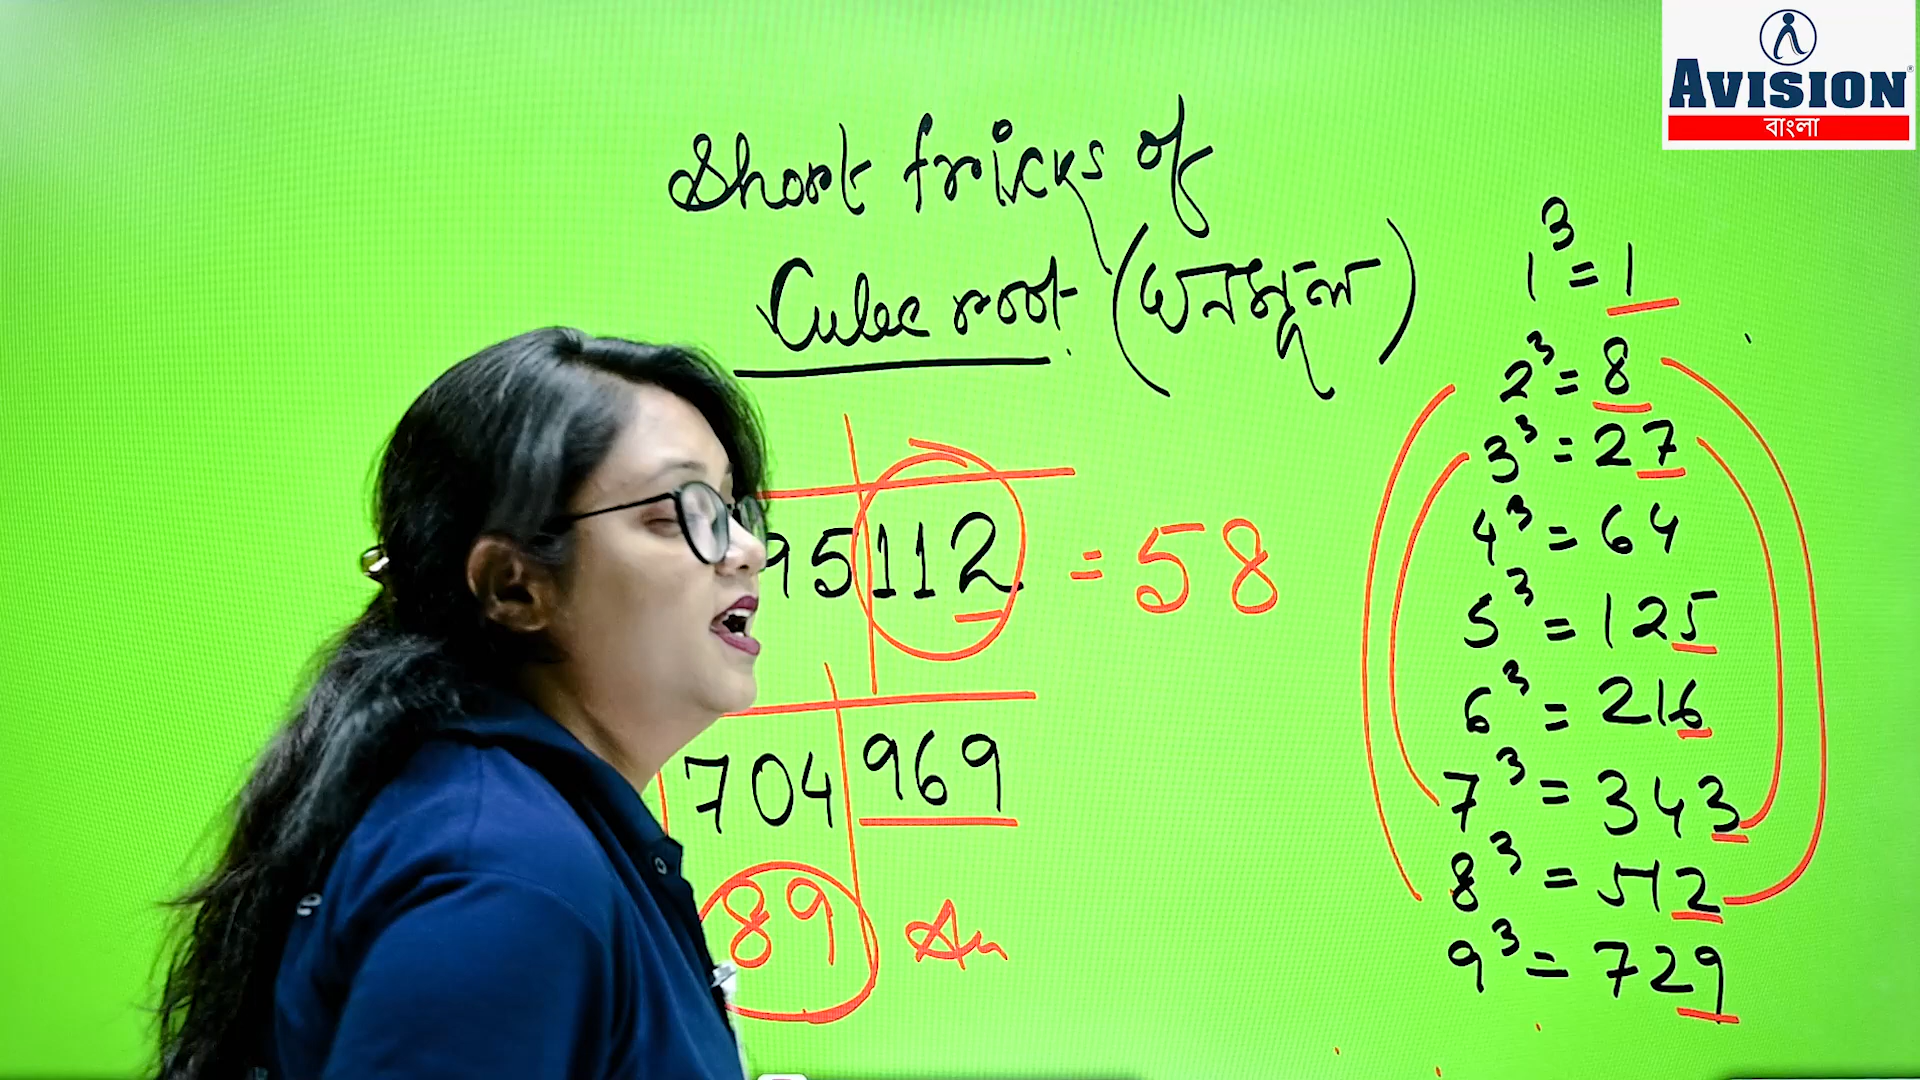 AVISION
বাংলা
Short tricks of
Cube root (ঘনমূল)
95112 = 58
704969
89 An
1³ = 1
2³ = 8
3³ = 27
4³ = 64
5³ = 125
6³ = 216
7³ = 343
8³ = 512
9³ = 729